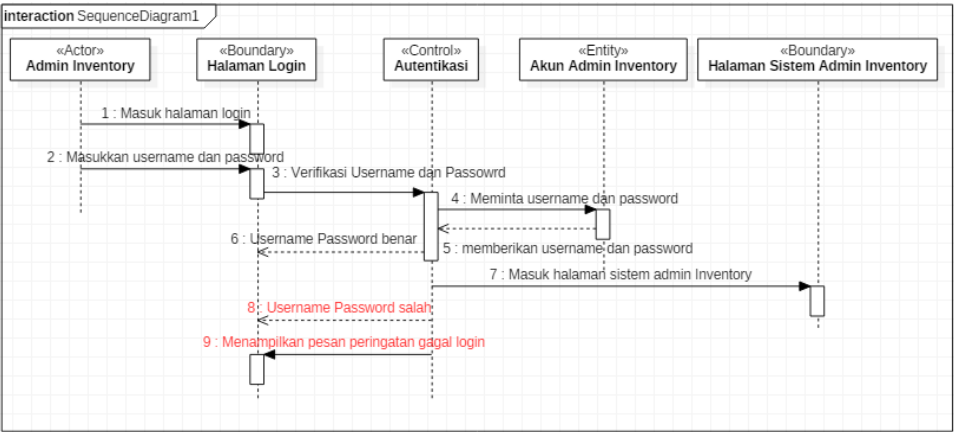 interaction SequenceDiagram1
«Actor»
Admin Inventory
«Boundary»
Halaman Login
«Control»
Autentikasi
«Entity»
Akun Admin Inventory
«Boundary»
Halaman Sistem Admin Inventory
1 : Masuk halaman login
2 : Masukkan username dan password
3 : Verifikasi Username dan Passowrd
4 : Meminta username dan password
6 : Username Password benar
5 : memberikan username dan password
7 : Masuk halaman sistem admin Inventory
8 : Username Password salah
9 : Menampilkan pesan peringatan gagal login